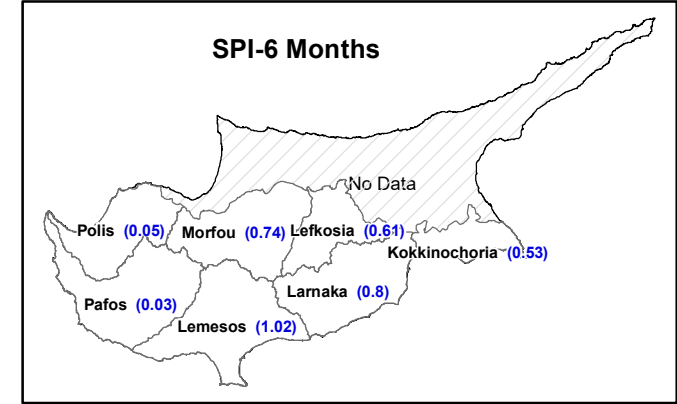 SPI-6 Months
No Data
Polis (0.05)
Morfou (0.74)
Lefkosia (0.61)
Kokkinochoria (0.53)
Pafos (0.03)
Larnaka (0.8)
Lemesos (1.02)